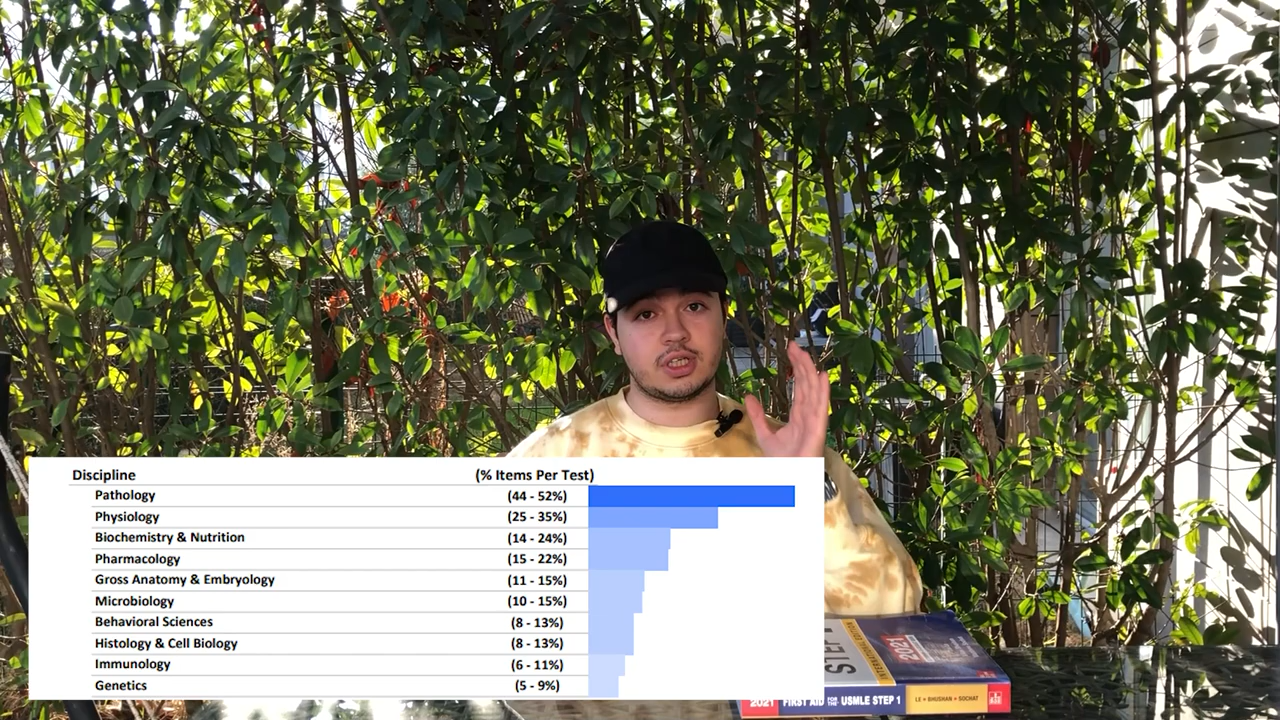 Discipline (% Items Per Test)
Pathology (44 - 52%)
Physiology (25 - 35%)
Biochemistry & Nutrition (14 - 24%)
Pharmacology (15 - 22%)
Gross Anatomy & Embryology (11 - 15%)
Microbiology (10 - 15%)
Behavioral Sciences (8 - 13%)
Histology & Cell Biology (8 - 13%)
Immunology (6 - 11%)
Genetics (5 - 9%)
STEP 1
INTERNATIONAL EDITION
2021
2021 FIRST AID FOR THE USMLE STEP 1 LE • BHUSHAN • SOCHAT